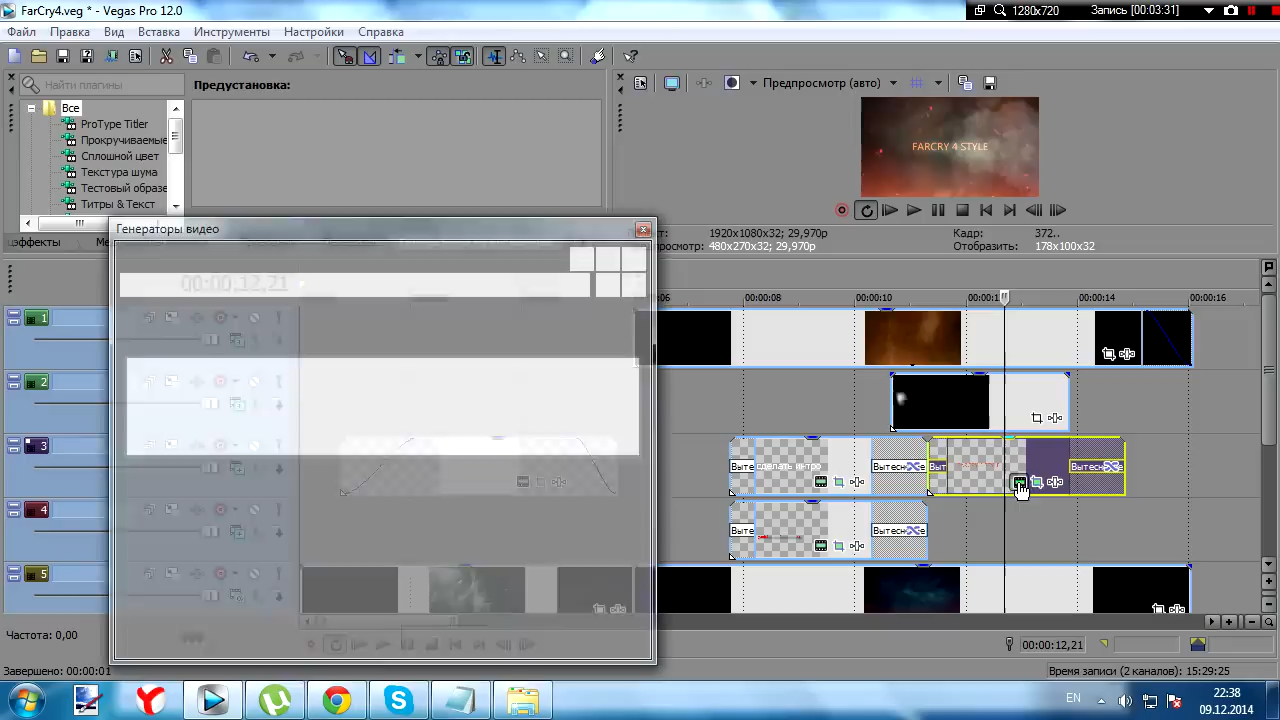 FarCry4.veg * - Vegas Pro 12.0
1280x720
Запись [00:03:31]
Файл Правка Вид Вставка Инструменты Настройки Справка
Найти плагины
Предустановка:
Предпросмотр (авто)
Все
ProType Titler
Прокручиваемые
Сплошной цвет
Текстура шума
Тестовый образе
Титры & Текст
FARCRY 4 STYLE
Генераторы видео
1920x1080x32; 29,970p
Кадр: 372..
480x270x32; 29,970p
Отобразить: 178x100x32
00:00:12,21
00:00:08 00:00:10 00:00:14 00:00:16
1
2
3
Выте сделать интро Вытесн Выт Вытесн
4
Выте Вытесн
5
Частота: 0,00
00:00:12,21
Завершено: 00:00:01
Время записи (2 каналов): 15:29:25
EN
22:38
09.12.2014